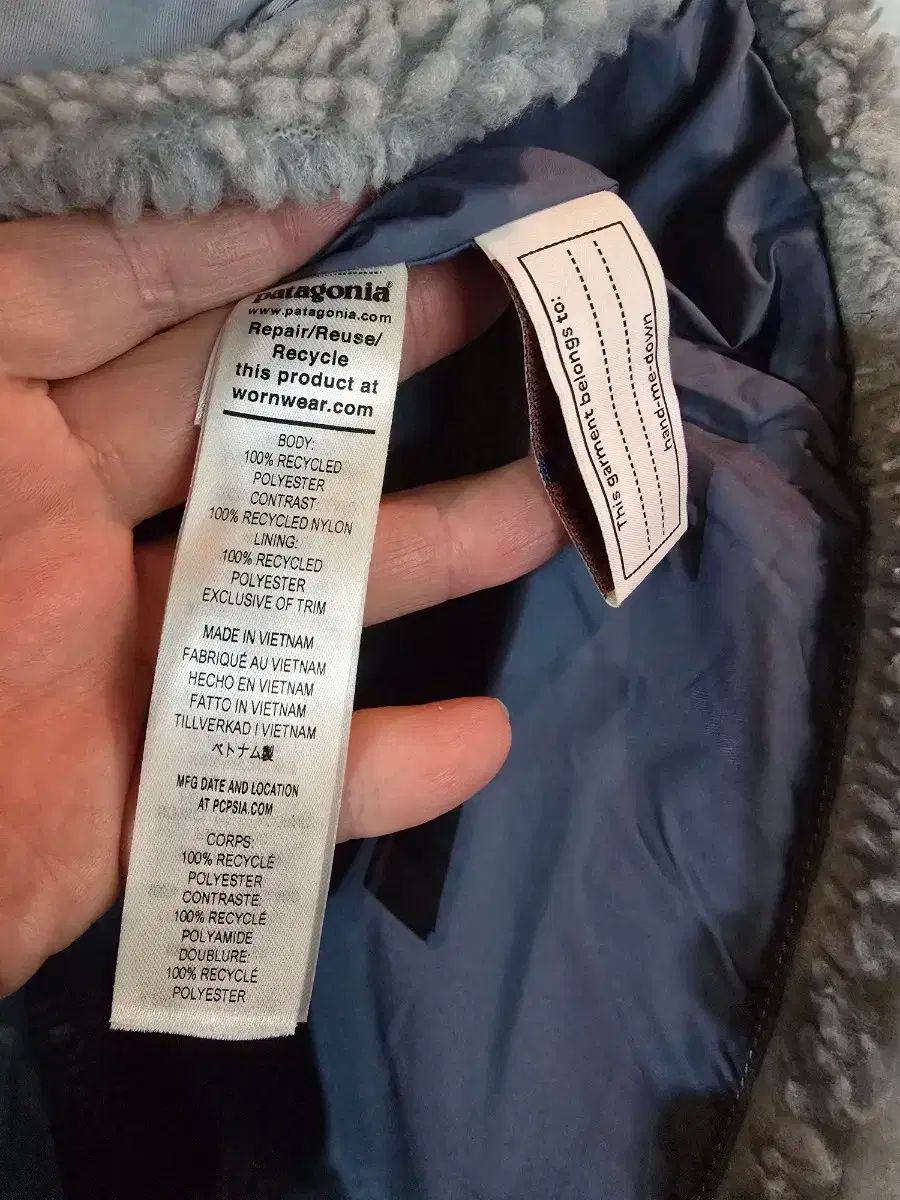 patagonia®
www.patagonia.com
Repair/Reuse/
Recycle
this product at
wornwear.com
BODY:
100% RECYCLED
POLYESTER
CONTRAST:
100% RECYCLED NYLON
LINING:
100% RECYCLED
POLYESTER
EXCLUSIVE OF TRIM
MADE IN VIETNAM
FABRIQUÉ AU VIETNAM
HECHO EN VIETNAM
FATTO IN VIETNAM
TILLVERKAD I VIETNAM
ベトナム製
MFG DATE AND LOCATION
AT PCPSIA.COM
CORPS:
100% RECYCLÉ
POLYESTER
CONTRASTE:
100% RECYCLÉ
POLYAMIDE
DOUBLURE:
100% RECYCLÉ
POLYESTER
This garment belongs to:
hand-me-down